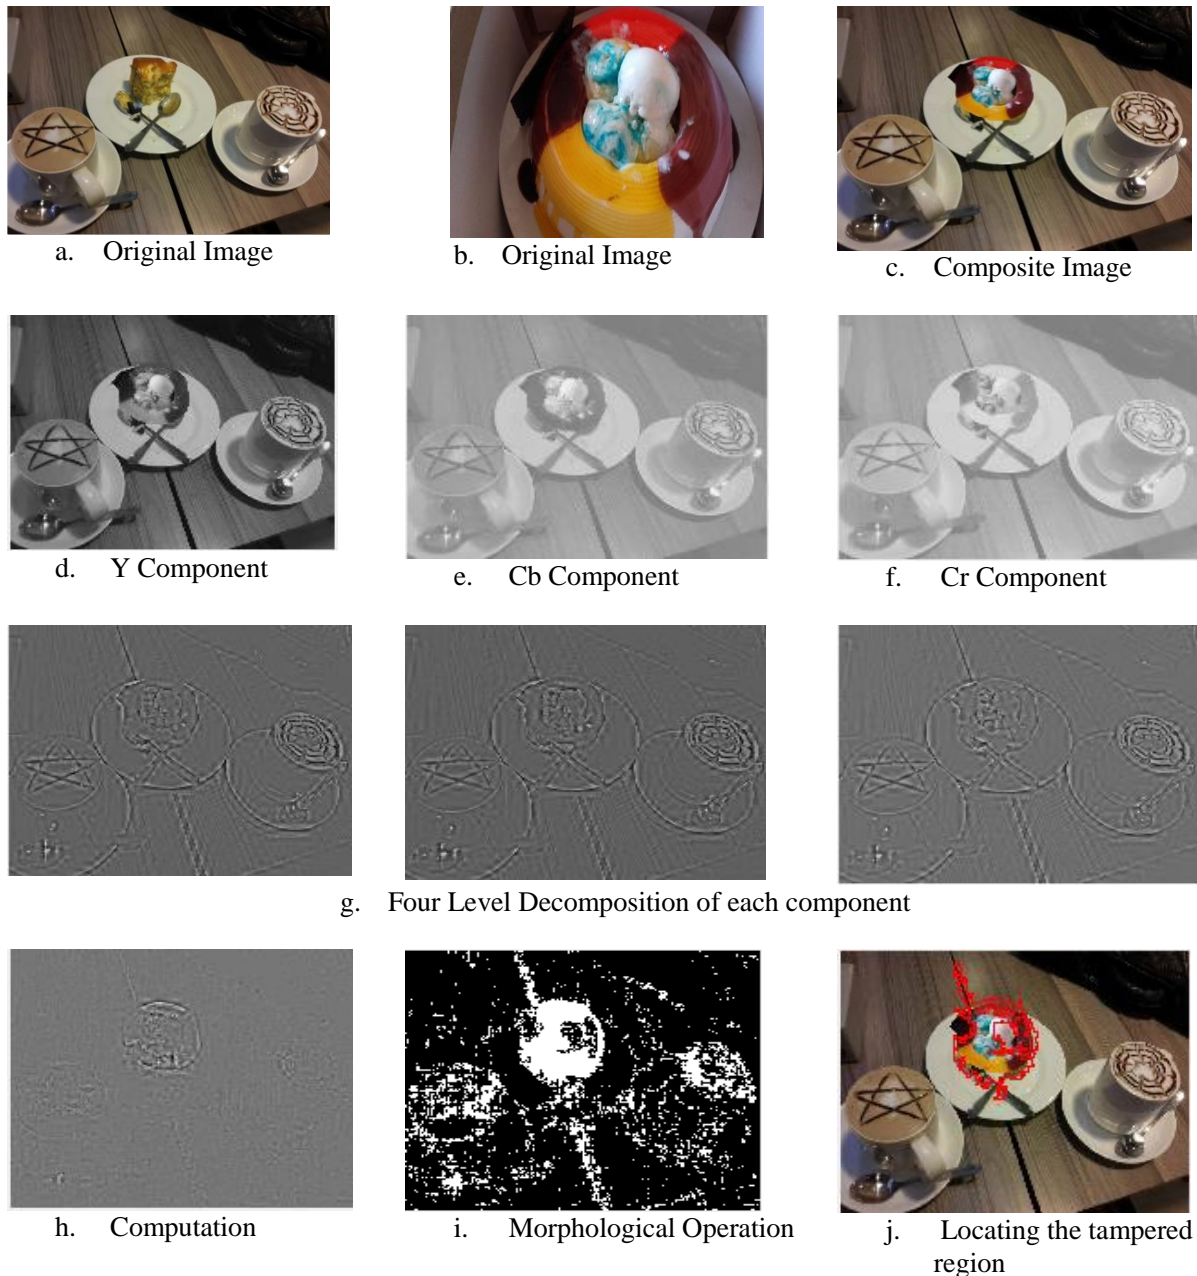 a. Original Image
b. Original Image
c. Composite Image
d. Y Component
e. Cb Component
f. Cr Component
g. Four Level Decomposition of each component
h. Computation
i. Morphological Operation
j. Locating the tampered
region